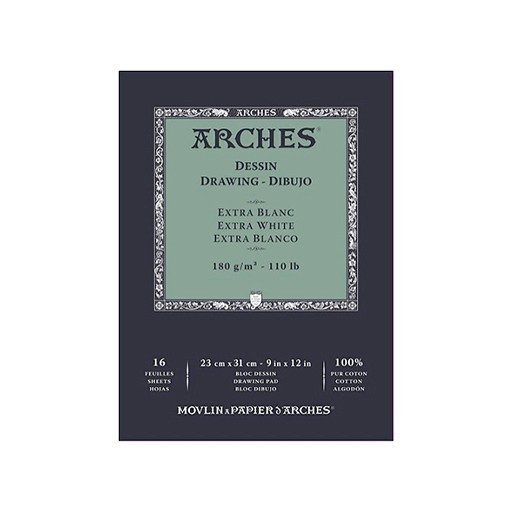 ARCHES
ARCHES®
DESSIN
DRAWING - DIBUJO
EXTRA BLANC
EXTRA WHITE
EXTRA BLANCO
180 g/m² - 110 lb
16
FEUILLES
SHEETS
HOJAS
23 cm x 31 cm - 9 in x 12 in
BLOC DESSIN
DRAWING PAD
BLOC DIBUJO
100%
PUR COTON
COTTON
ALGODÓN
MOVLIN A PAPIER D'ARCHES®